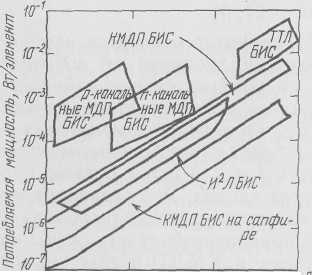 Потребляемая мощность, Вт/элемент
10⁻¹
10⁻²
10⁻³
10⁻⁴
10⁻⁵
10⁻⁶
10⁻⁷
КМДП БИС
ТТЛ
БИС
р-каналь-
ные МДП
БИС
n-каналь-
ные МДП
БИС
И²Л БИС
КМДП БИС на сапфи-
ре